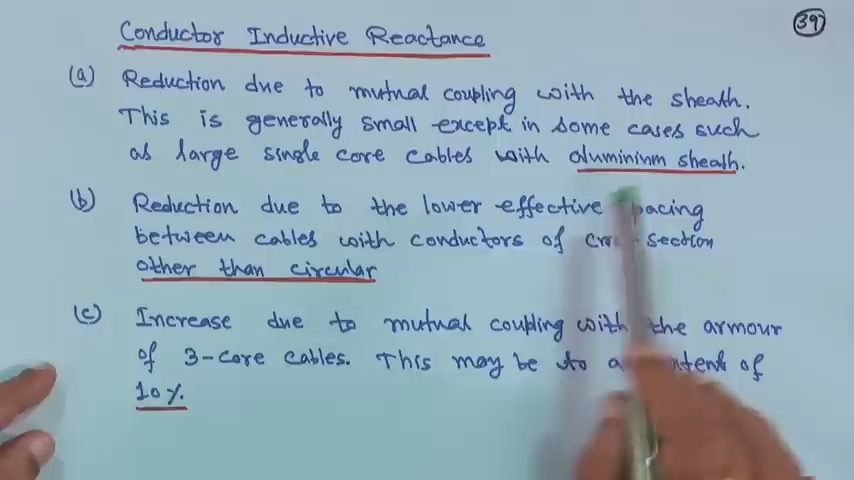 39
Conductor Inductive Reactance
(a) Reduction due to mutual coupling with the sheath.
This is generally small except in some cases such
as large single core cables with aluminium sheath.
(b) Reduction due to the lower effective
between cables with conductors of section
other than circular
(c) Increase due to mutual coupling with the armour
of 3-core cables. This may be to of
10%.